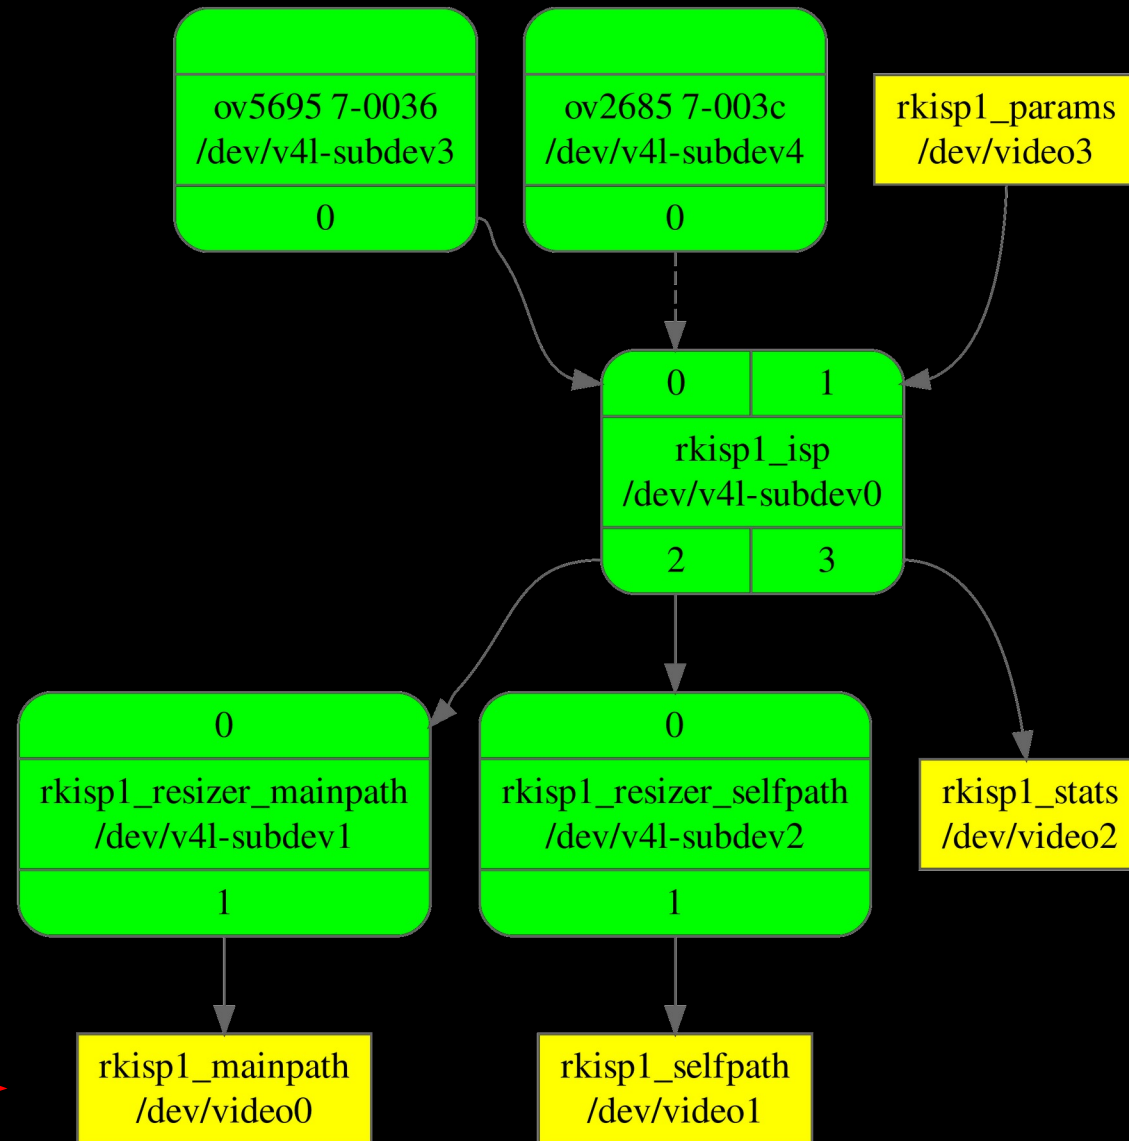 ov5695 7-0036
/dev/v4l-subdev3
0
ov2685 7-003c
/dev/v4l-subdev4
0
rkisp1_params
/dev/video3
0
1
rkisp1_isp
/dev/v4l-subdev0
2
3
0
rkisp1_resizer_mainpath
/dev/v4l-subdev1
1
0
rkisp1_resizer_selfpath
/dev/v4l-subdev2
1
rkisp1_stats
/dev/video2
rkisp1_mainpath
/dev/video0
rkisp1_selfpath
/dev/video1